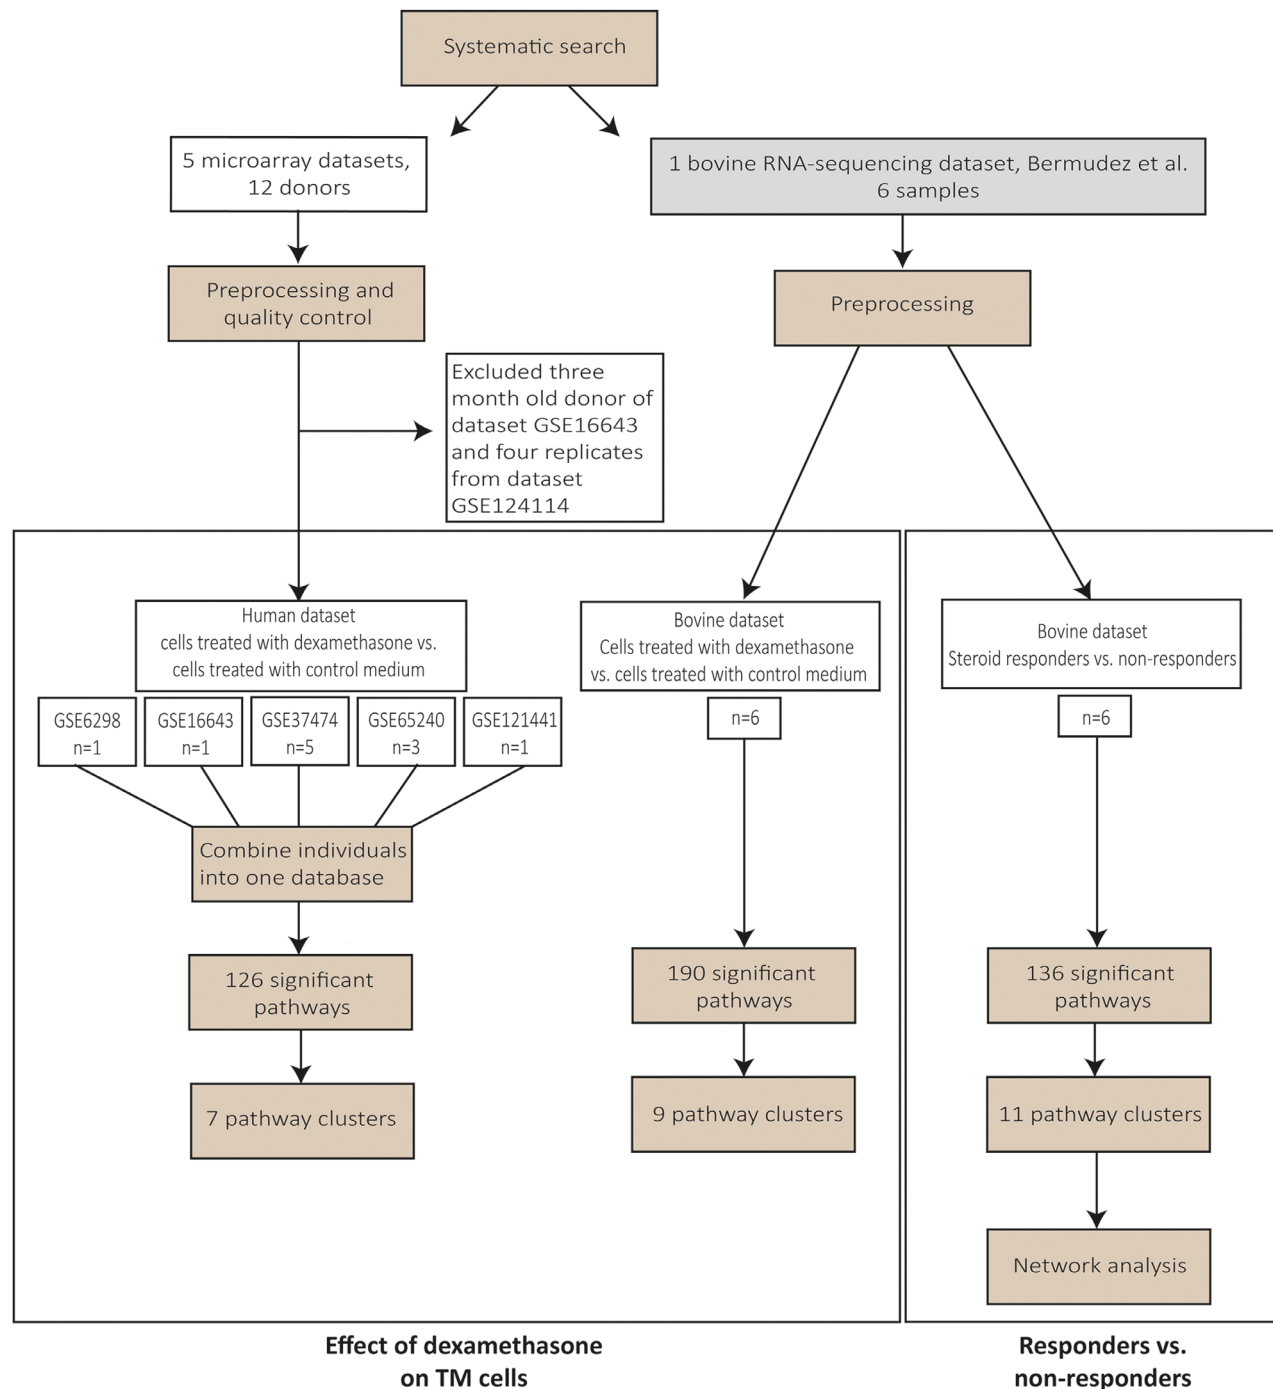 Systematic search
5 microarray datasets,
12 donors
1 bovine RNA-sequencing dataset, Bermudez et al.
6 samples
Preprocessing and
quality control
Preprocessing
Excluded three
month old donor of
dataset GSE16643
and four replicates
from dataset
GSE124114
Human dataset
cells treated with dexamethasone vs.
cells treated with control medium
Bovine dataset
Cells treated with dexamethasone
vs. cells treated with control medium
Bovine dataset
Steroid responders vs. non-responders
GSE6298
n=1
GSE16643
n=1
GSE37474
n=5
GSE65240
n=3
GSE121441
n=1
n=6
n=6
Combine individuals
into one database
126 significant
pathways
190 significant
pathways
136 significant
pathways
7 pathway clusters
9 pathway clusters
11 pathway clusters
Network analysis
Effect of dexamethasone
on TM cells
Responders vs.
non-responders